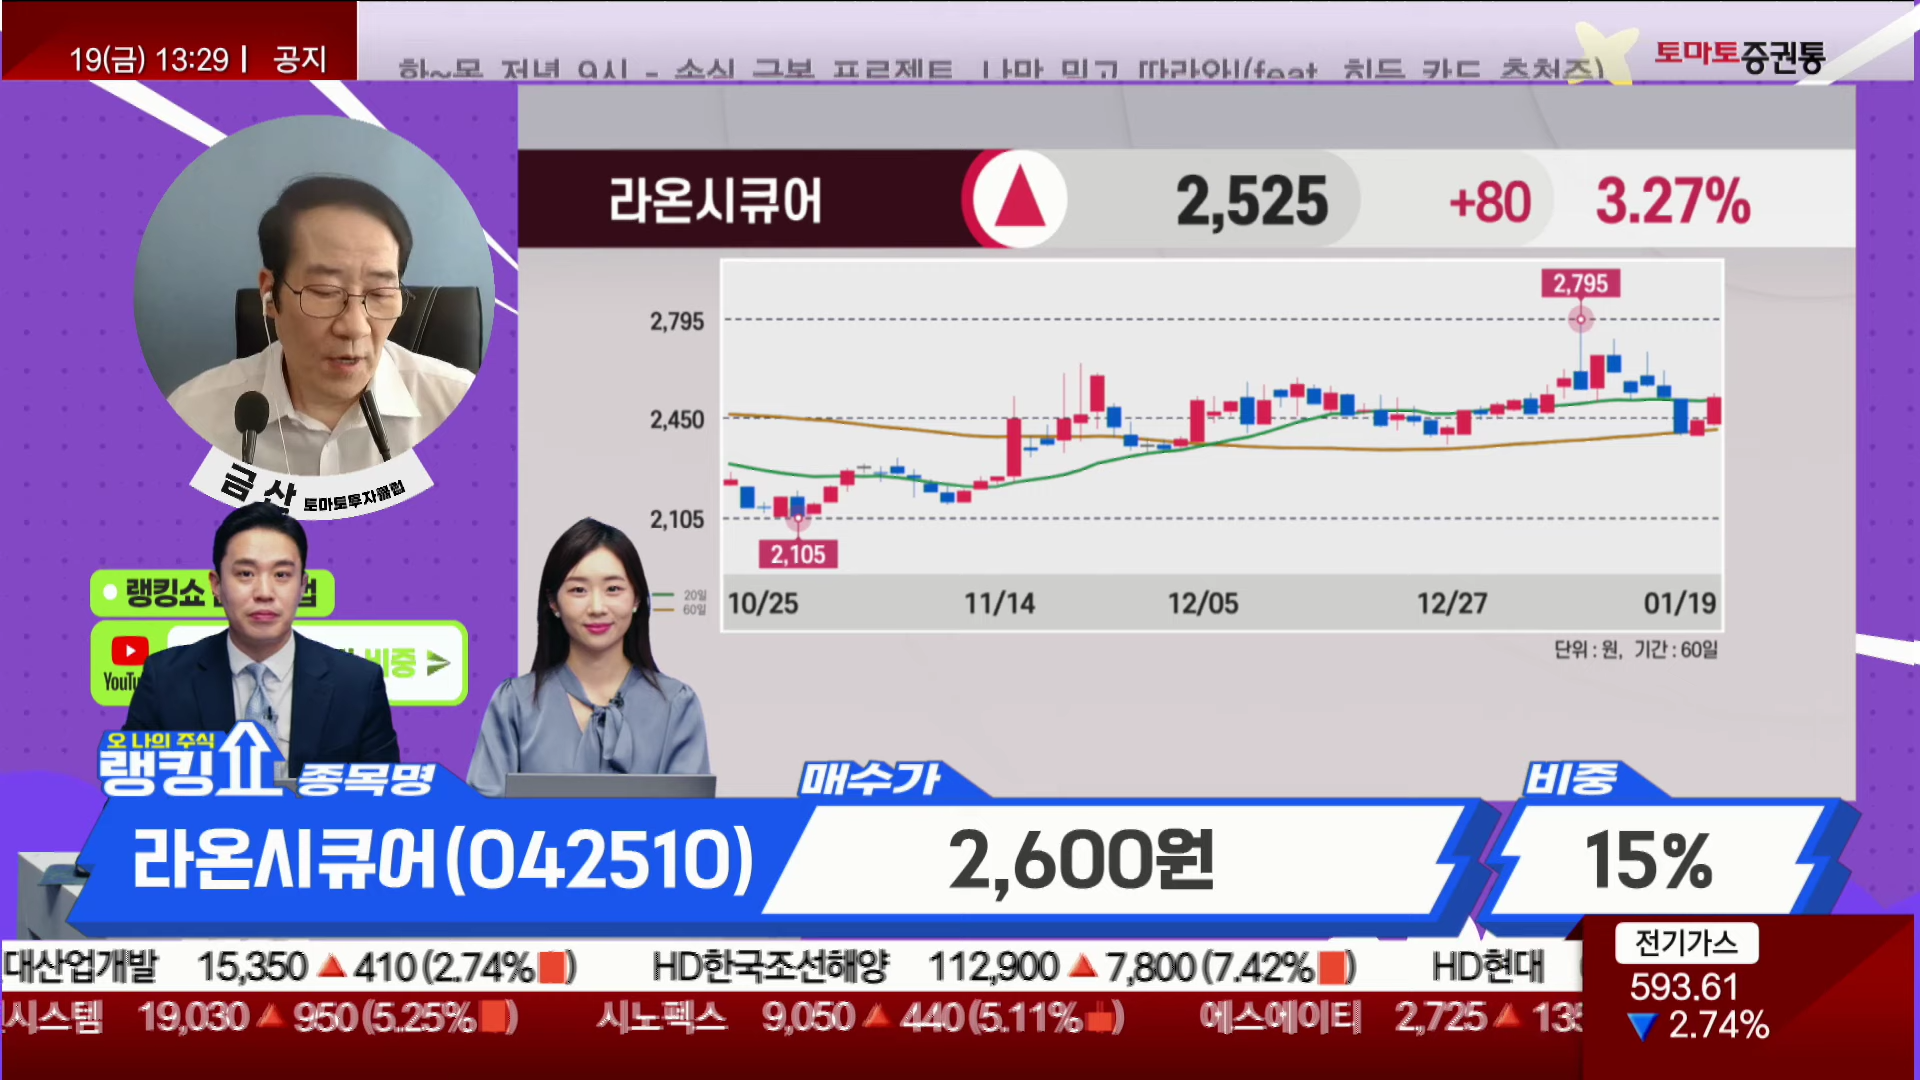 19(금) 13:29 | 공지
토마토증권통
라온시큐어 2,525 +80 3.27%
2,795
2,795
2,450
2,105
2,105
20일
60일
10/25 11/14 12/05 12/27 01/19
단위 : 원, 기간 : 60일
금 산 토마토투자클럽
랭킹쇼
YouTu
비중
오 나의 주식
랭킹쇼
종목명 매수가 비중
라온시큐어(042510) 2,600원 15%
대산업개발 15,350 ▲ 410 (2.74% ) HD한국조선해양 112,900 ▲ 7,800 (7.42% ) HD현대
시스템 19,030 ▲ 950 (5.25% ) 시노펙스 9,050 ▲ 440 (5.11% ) 에스에이티 2,725 ▲ 135
전기가스
593.61
▼ 2.74%